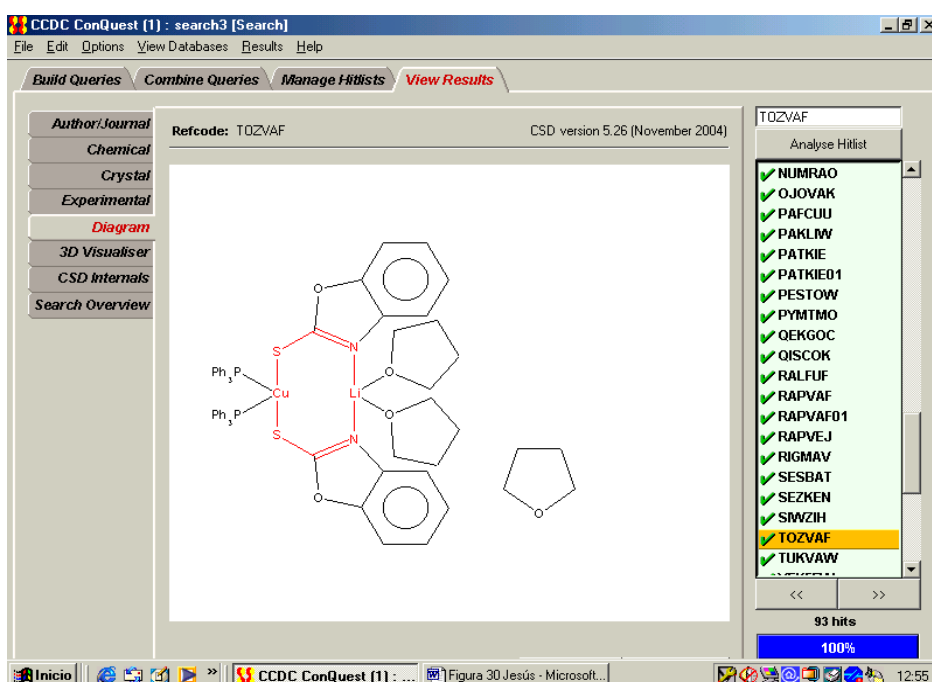 CCDC ConQuest (1) : search3 [Search]
File Edit Options View Databases Results Help
Build Queries Combine Queries Manage Hitlists View Results
Author/Journal
Chemical
Crystal
Experimental
Diagram
3D Visualiser
CSD Internals
Search Overview
Refcode: TOZVAF CSD version 5.26 (November 2004)
O
S N
Ph3P O
Cu Li
Ph3P O
S N
O
O
TOZVAF
Analyse Hitlist
NUMRAO
OJOVAK
PAFCUU
PAKLIW
PATKIE
PATKIE01
PESTOW
PYMTMO
QEKGOC
QISCOK
RALFUF
RAPVAF
RAPVAF01
RAPVEJ
RIGMAV
SESBAT
SEZKEN
SIWZIH
TOZVAF
TUKVAW
<< >>
93 hits
100%
Inicio » CCDC ConQuest (1) : ... Figura 30 Jesús - Microsoft... 12:55